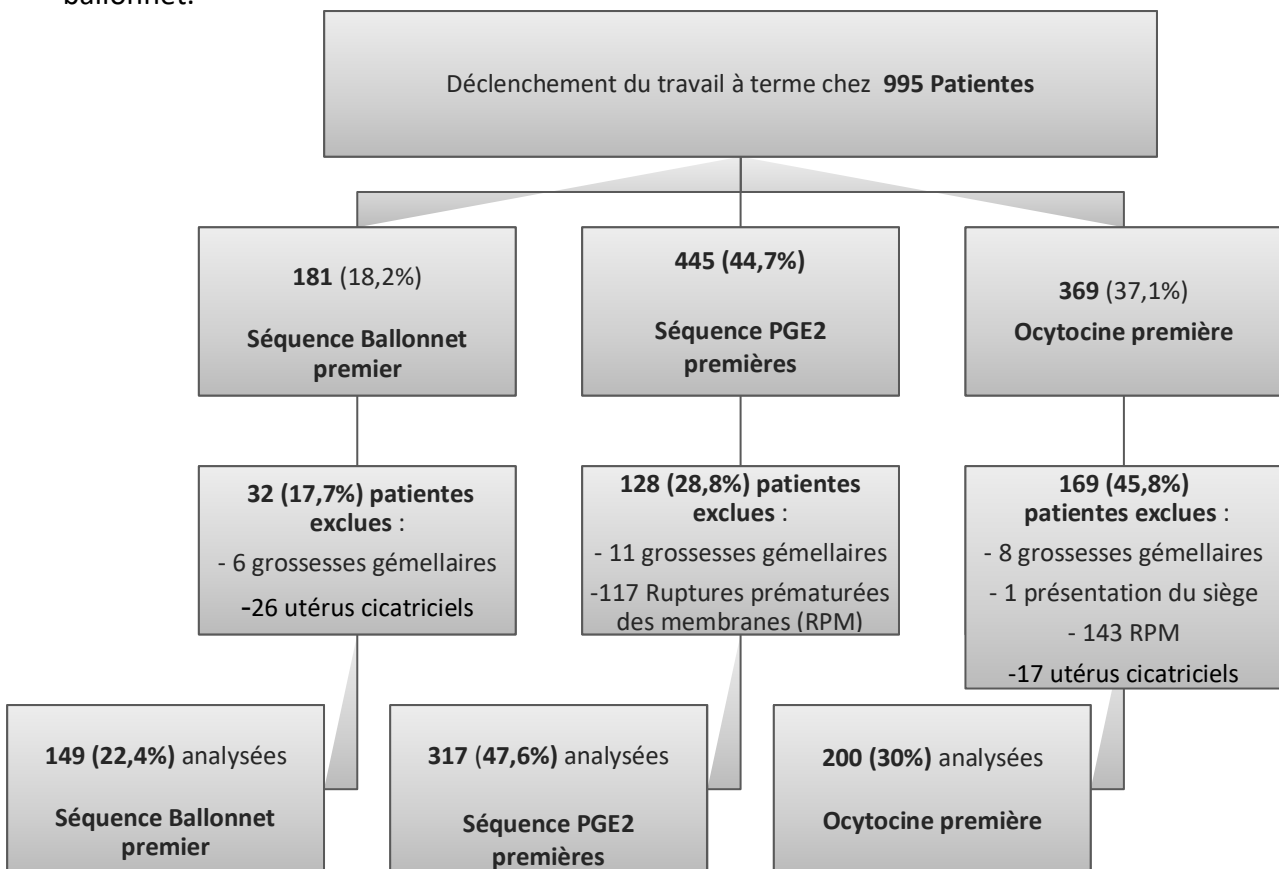 ballonnet.
Déclenchement du travail à terme chez 995 Patientes
181 (18,2%)
Séquence Ballonnet
premier
445 (44,7%)
Séquence PGE2
premières
369 (37,1%)
Ocytocine première
32 (17,7%) patientes
exclues :
- 6 grossesses gémellaires
-26 utérus cicatriciels
128 (28,8%) patientes
exclues :
- 11 grossesses gémellaires
-117 Ruptures prématurées
des membranes (RPM)
169 (45,8%)
patientes exclues :
- 8 grossesses gémellaires
- 1 présentation du siège
- 143 RPM
-17 utérus cicatriciels
149 (22,4%) analysées
Séquence Ballonnet
premier
317 (47,6%) analysées
Séquence PGE2
premières
200 (30%) analysées
Ocytocine première